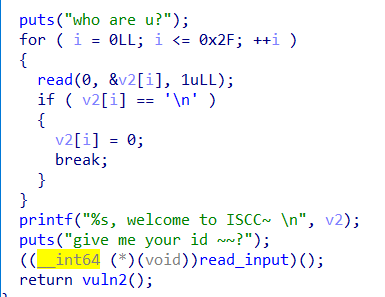 puts("who are u?");
for ( i = 0LL; i <= 0x2F; ++i )
{
read(0, &v2[i], 1uLL);
if ( v2[i] == '\n' )
{
v2[i] = 0;
break;
}
}
printf("%s, welcome to ISCC~ \n", v2);
puts("give me your id ~~?");
((__int64 (*)(void))read_input)();
return vuln2();